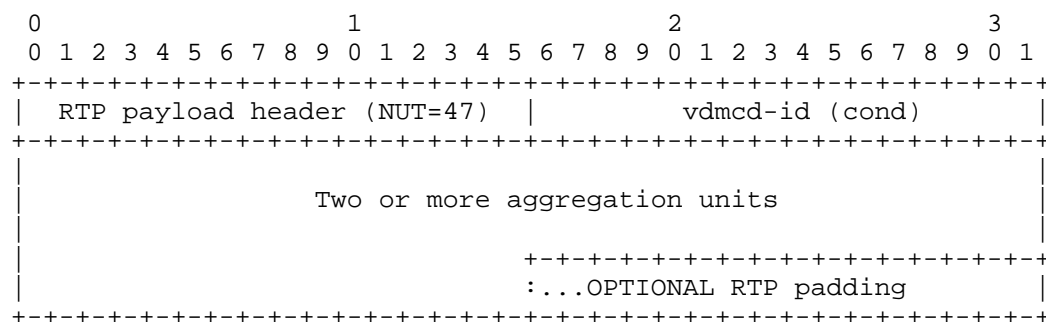 0                   1                   2                   3
 0 1 2 3 4 5 6 7 8 9 0 1 2 3 4 5 6 7 8 9 0 1 2 3 4 5 6 7 8 9 0 1
+-+-+-+-+-+-+-+-+-+-+-+-+-+-+-+-+-+-+-+-+-+-+-+-+-+-+-+-+-+-+-+-+
|  RTP payload header (NUT=47)  |         vdmcd-id (cond)       |
+-+-+-+-+-+-+-+-+-+-+-+-+-+-+-+-+-+-+-+-+-+-+-+-+-+-+-+-+-+-+-+-+
|                                                               |
|                  Two or more aggregation units                |
|                                                               |
|                               +-+-+-+-+-+-+-+-+-+-+-+-+-+-+-+-+
|                               :...OPTIONAL RTP padding        |
+-+-+-+-+-+-+-+-+-+-+-+-+-+-+-+-+-+-+-+-+-+-+-+-+-+-+-+-+-+-+-+-+